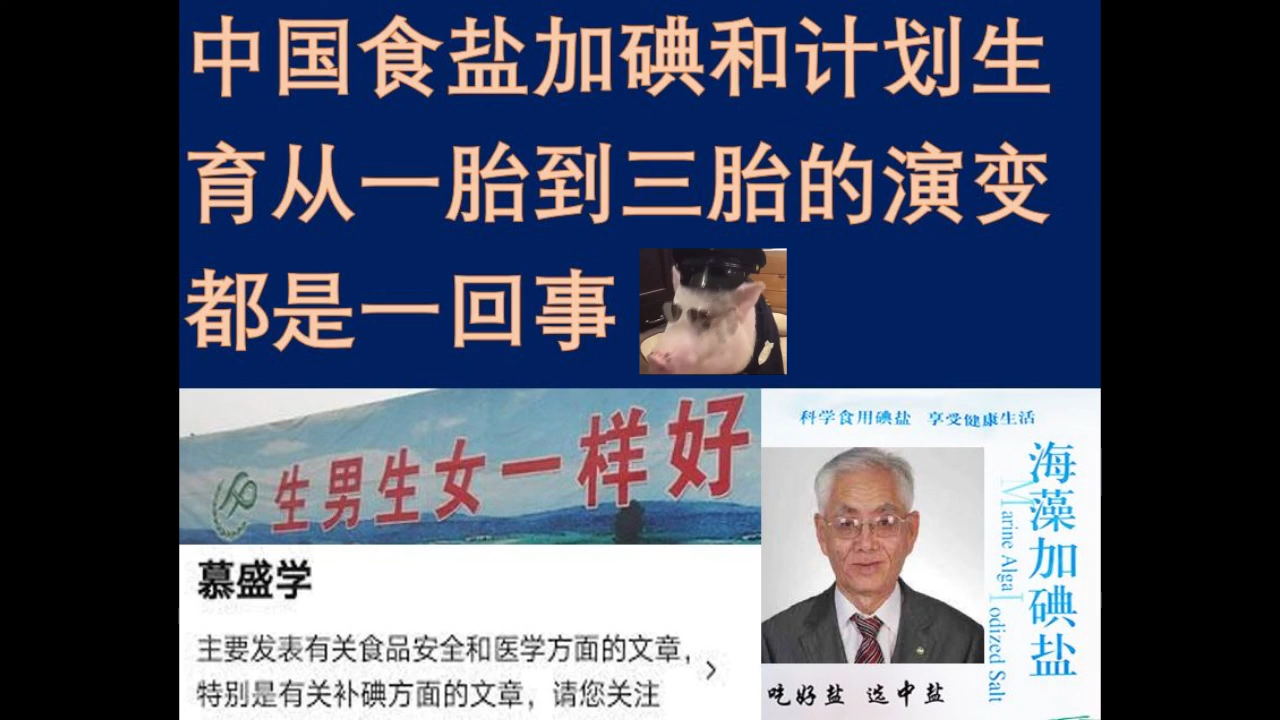 中国食盐加碘和计划生
育从一胎到三胎的演变
都是一回事
生男生女一样好
慕盛学
主要发表有关食品安全和医学方面的文章，
特别是有关补碘方面的文章，请您关注
科学食用碘盐 享受健康生活
海藻加碘盐
Marine Alga Iodized Salt
吃好盐 选中盐